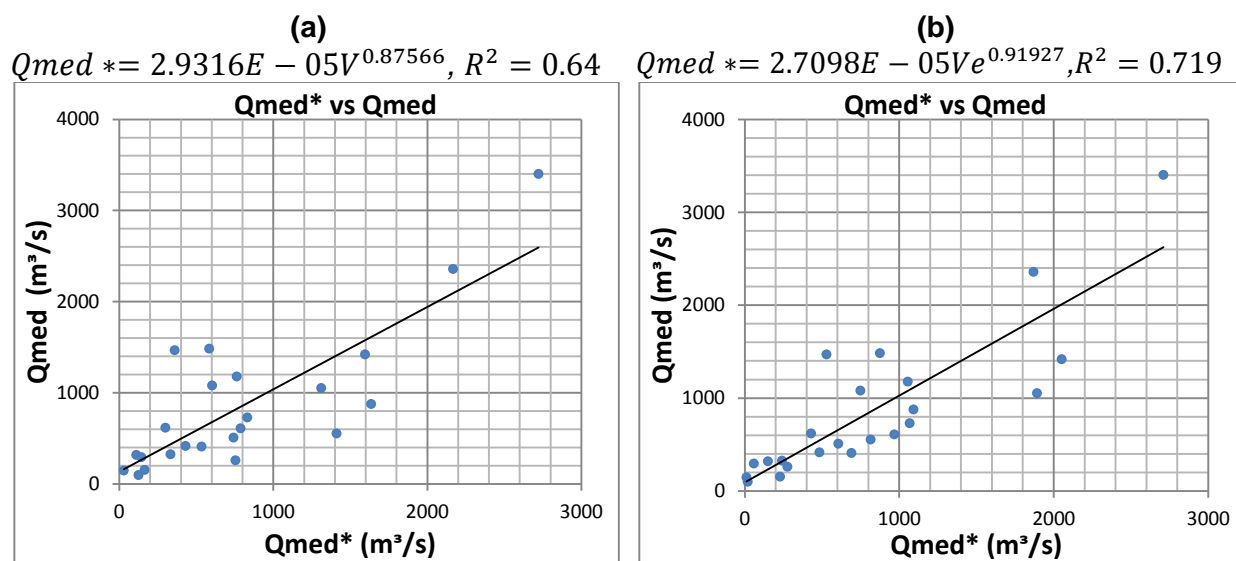 (a)
Qmed *= 2.9316E − 05V^0.87566, R² = 0.64
Qmed* vs Qmed
4000
3000
2000
1000
0
Qmed (m³/s)
0 1000 2000 3000
Qmed* (m³/s)
(b)
Qmed *= 2.7098E − 05Ve^0.91927,R² = 0.719
Qmed* vs Qmed
4000
3000
2000
1000
0
Qmed (m³/s)
0 1000 2000 3000
Qmed* (m³/s)